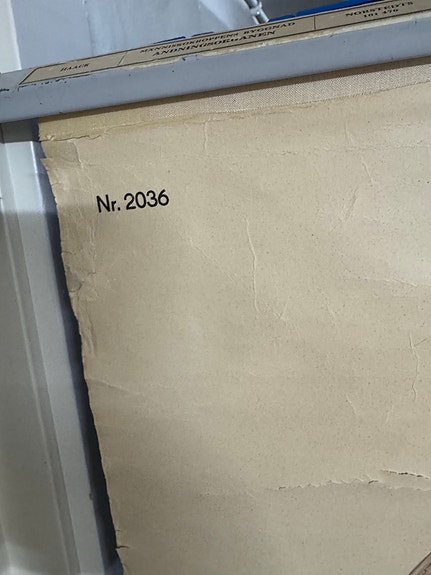 HAACK
MÄNNISKOKROPPENS BYGGNAD
ANDNINGSORGANEN
NORSTEDTS
Nr. 2036